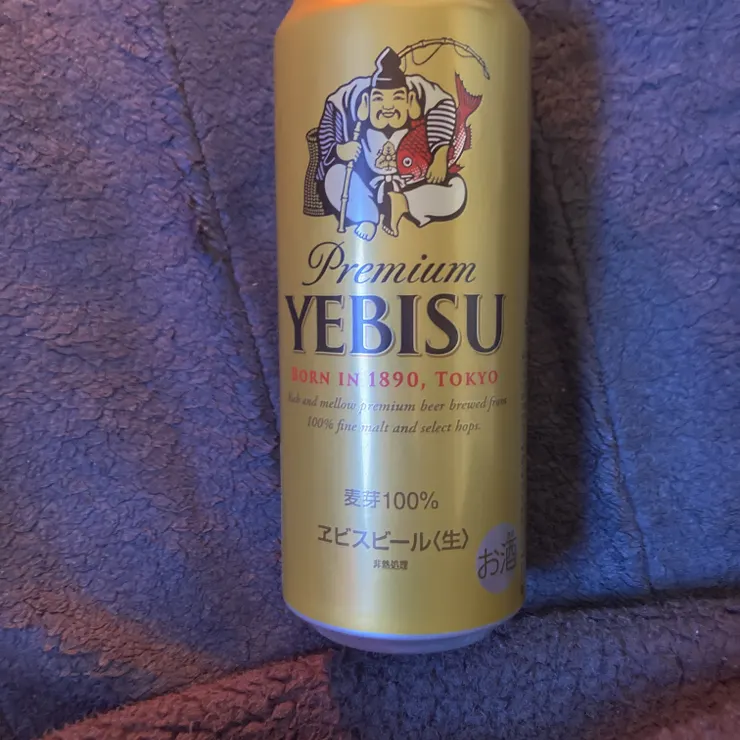 Premium
YEBISU
BORN IN 1890, TOKYO
Rich and mellow premium beer brewed from
100% fine malt and select hops.
麦芽100%
ヱビスビール〈生〉
非熱処理
お酒